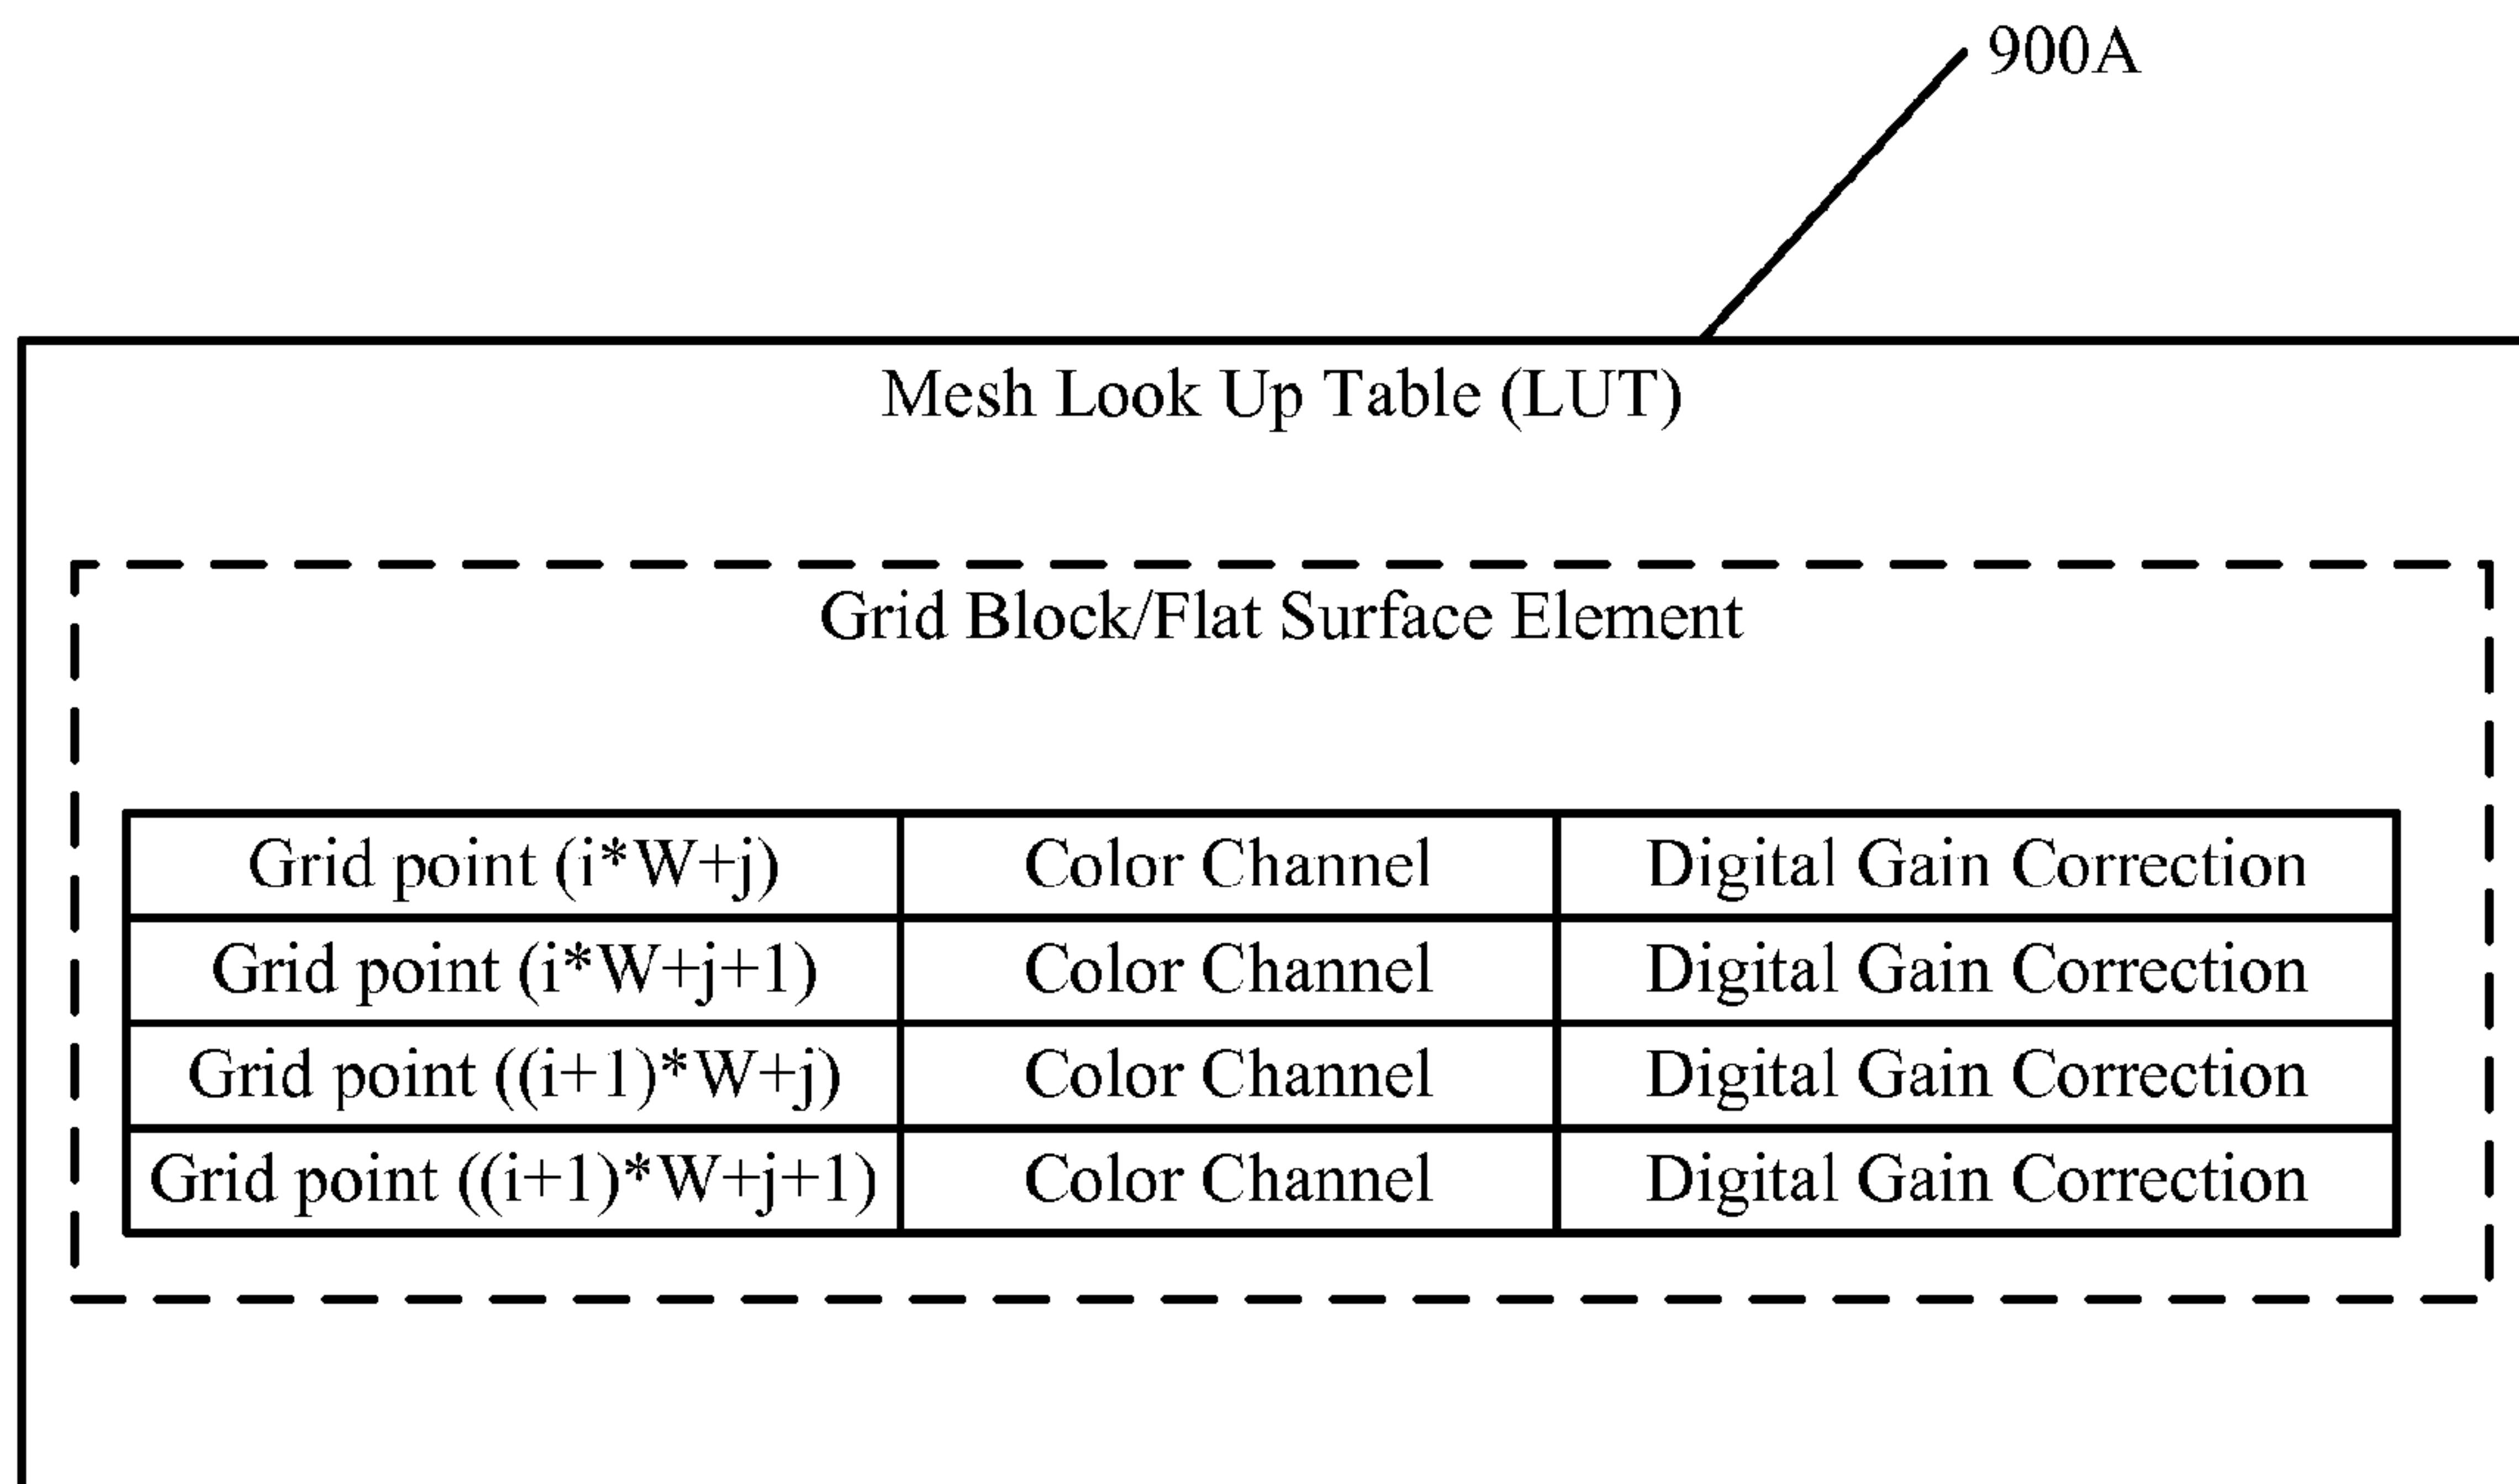 900A
Mesh Look Up Table (LUT)
Grid Block/Flat Surface Element
Grid point (i*W+j) Color Channel Digital Gain Correction
Grid point (i*W+j+1) Color Channel Digital Gain Correction
Grid point ((i+1)*W+j) Color Channel Digital Gain Correction
Grid point ((i+1)*W+j+1) Color Channel Digital Gain Correction